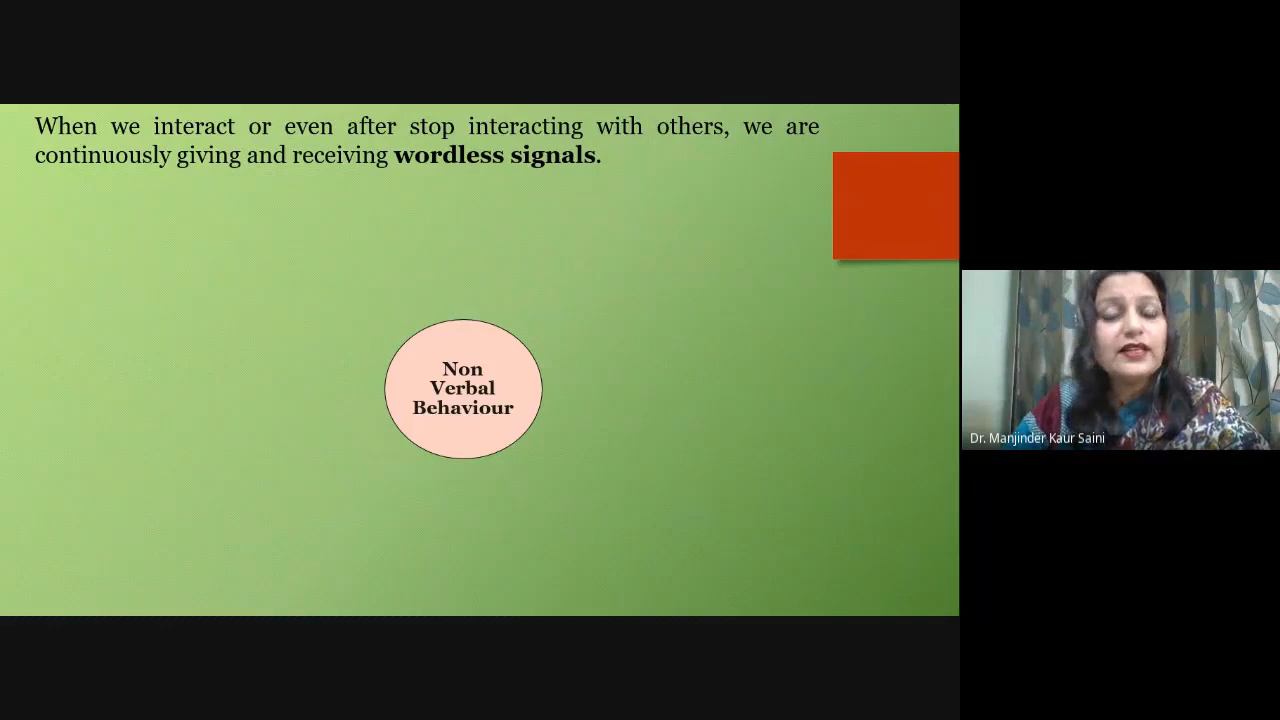 When we interact or even after stop interacting with others, we are
continuously giving and receiving wordless signals.
Non
Verbal
Behaviour
Dr. Manjinder Kaur Saini